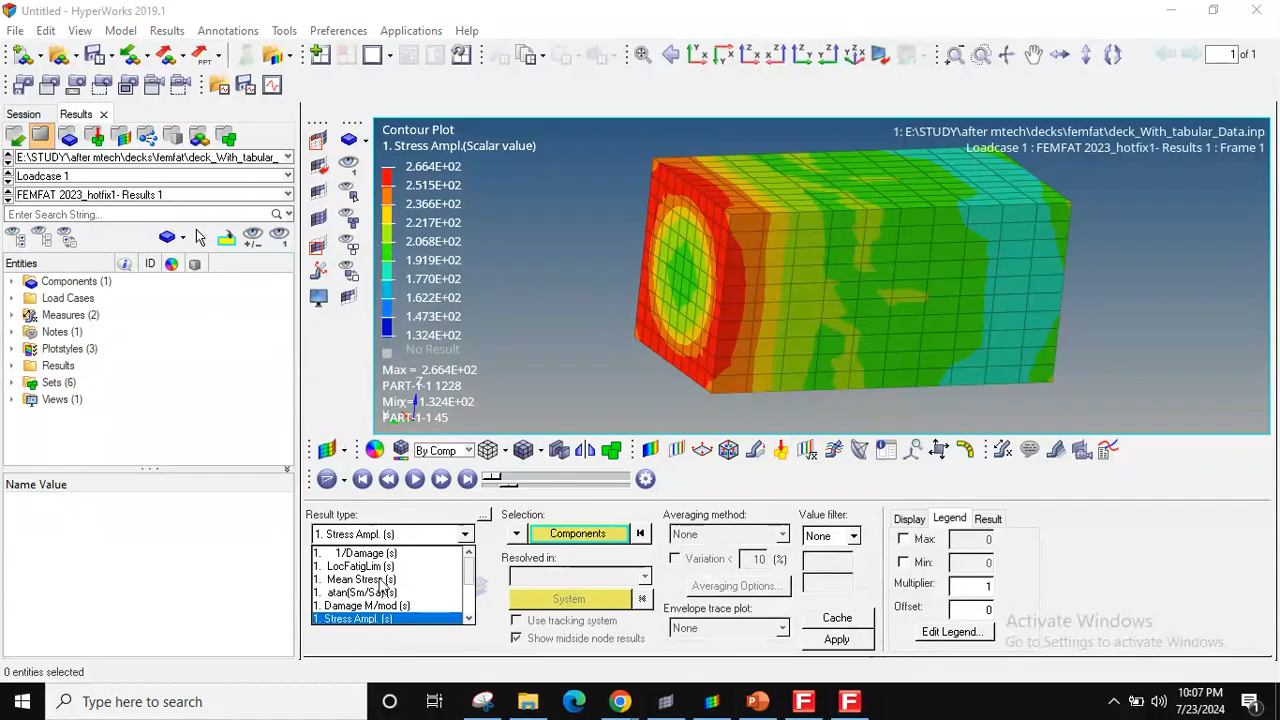 Untitled - HyperWorks 2019.1
File Edit View Model Results Annotations Tools Preferences Applications Help
PPT
1 of 1
Session Results
E:\STUDY\after mtech\decks\femfat\deck_With_tabular_
Loadcase 1
FEMFAT 2023_hotfix1- Results 1
Enter Search String...
Entities ID
Components (1)
Load Cases
Measures (2)
Notes (1)
Plotstyles (3)
Results
Sets (6)
Views (1)
Name Value
0 entities selected
Contour Plot
1. Stress Ampl.(Scalar value)
2.664E+02
2.515E+02
2.366E+02
2.217E+02
2.068E+02
1.919E+02
1.770E+02
1.622E+02
1.473E+02
1.324E+02
No Result
Max = 2.664E+02
PART-1-1 1228
Min = 1.324E+02
PART-1-1 45
1: E:\STUDY\after mtech\decks\femfat\deck_With_tabular_Data.inp
Loadcase 1 : FEMFAT 2023_hotfix1- Results 1 : Frame 1
By Comp
Result type:
1. Stress Ampl. (s)
1. 1/Damage (s)
1. LocFatigLim (s)
1. Mean Stress (s)
1. atan(Sm/Sa)(s)
1. Damage M/mod (s)
1. Stress Ampl. (s)
Selection:
Components
Resolved in:
System
Use tracking system
Show midside node results
Averaging method:
None
Variation < 10 (%)
Averaging Options...
Envelope trace plot:
None
Value filter:
None
Cache
Apply
Display Legend Result
Max: 0
Min: 0
Multiplier: 1
Offset: 0
Edit Legend...
Activate Windows
Go to Settings to activate Windows.
Type here to search
10:07 PM
7/23/2024